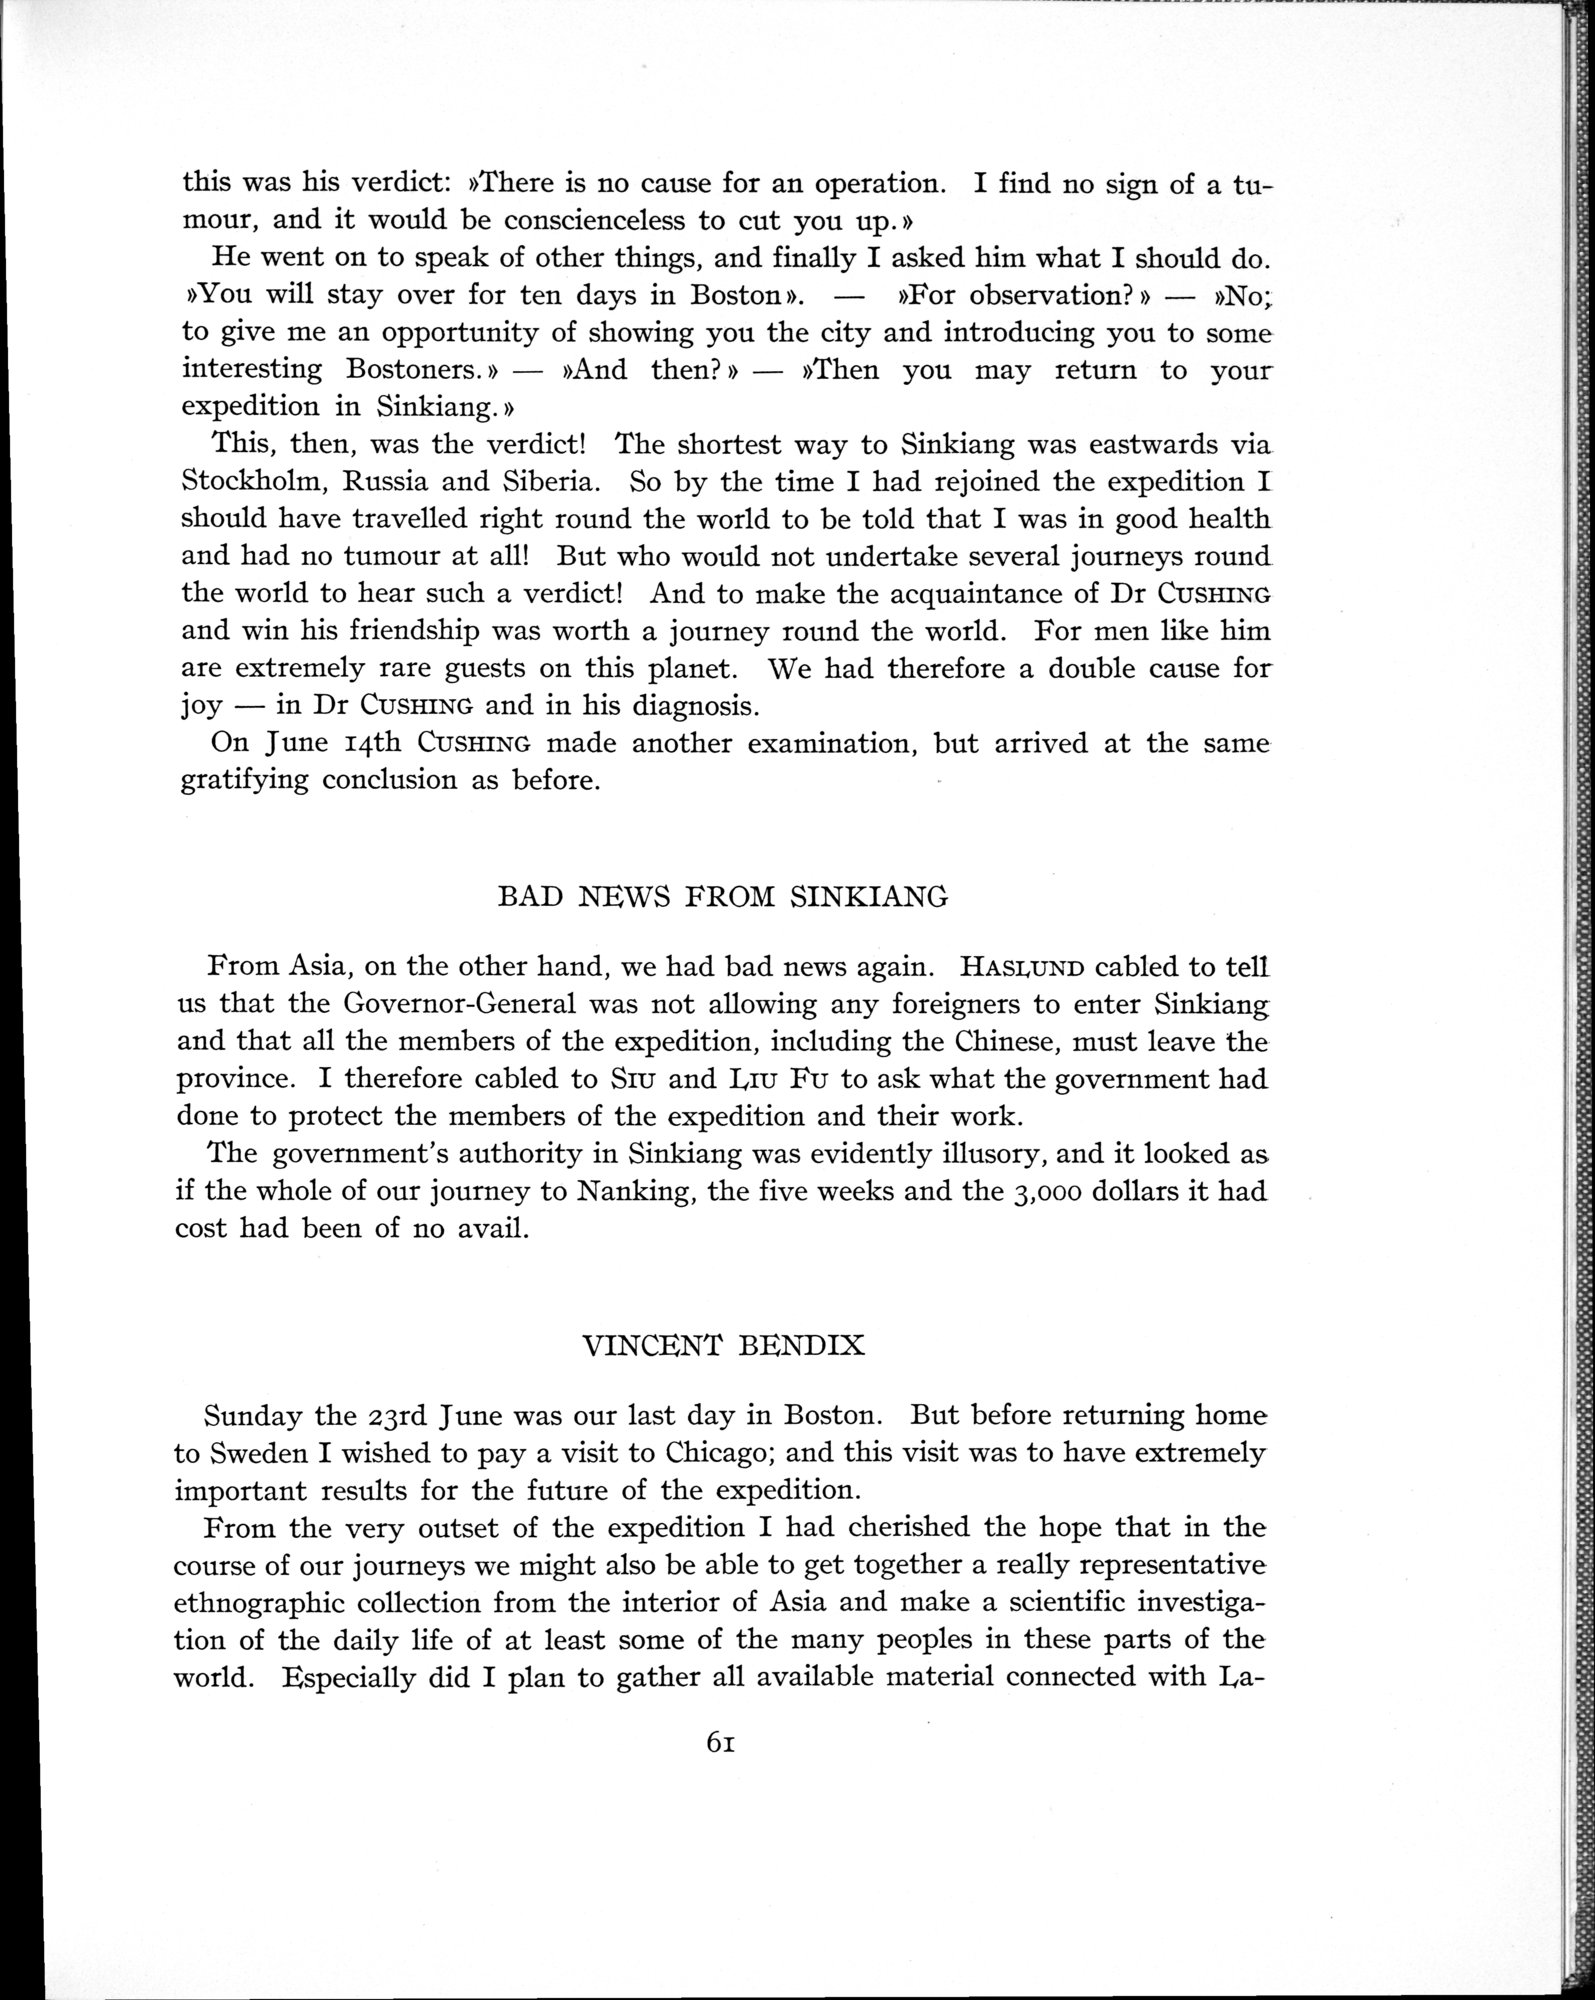 this was his verdict: »There is no cause for an operation. I find no sign of a tu-
mour, and it would be conscienceless to cut you up.»
He went on to speak of other things, and finally I asked him what I should do.
»You will stay over for ten days in Boston». — »For observation?» — »No;
to give me an opportunity of showing you the city and introducing you to some
interesting Bostoners.» — »And then?» — »Then you may return to your
expedition in Sinkiang.»
This, then, was the verdict! The shortest way to Sinkiang was eastwards via
Stockholm, Russia and Siberia. So by the time I had rejoined the expedition I
should have travelled right round the world to be told that I was in good health
and had no tumour at all! But who would not undertake several journeys round
the world to hear such a verdict! And to make the acquaintance of Dr CUSHING
and win his friendship was worth a journey round the world. For men like him
are extremely rare guests on this planet. We had therefore a double cause for
joy — in Dr CUSHING and in his diagnosis.
On June 14th CUSHING made another examination, but arrived at the same
gratifying conclusion as before.
BAD NEWS FROM SINKIANG
From Asia, on the other hand, we had bad news again. HASLUND cabled to tell
us that the Governor-General was not allowing any foreigners to enter Sinkiang
and that all the members of the expedition, including the Chinese, must leave the
province. I therefore cabled to SIU and LIU FU to ask what the government had
done to protect the members of the expedition and their work.
The government's authority in Sinkiang was evidently illusory, and it looked as
if the whole of our journey to Nanking, the five weeks and the 3,000 dollars it had
cost had been of no avail.
VINCENT BENDIX
Sunday the 23rd June was our last day in Boston. But before returning home
to Sweden I wished to pay a visit to Chicago; and this visit was to have extremely
important results for the future of the expedition.
From the very outset of the expedition I had cherished the hope that in the
course of our journeys we might also be able to get together a really representative
ethnographic collection from the interior of Asia and make a scientific investiga-
tion of the daily life of at least some of the many peoples in these parts of the
world. Especially did I plan to gather all available material connected with La-
61